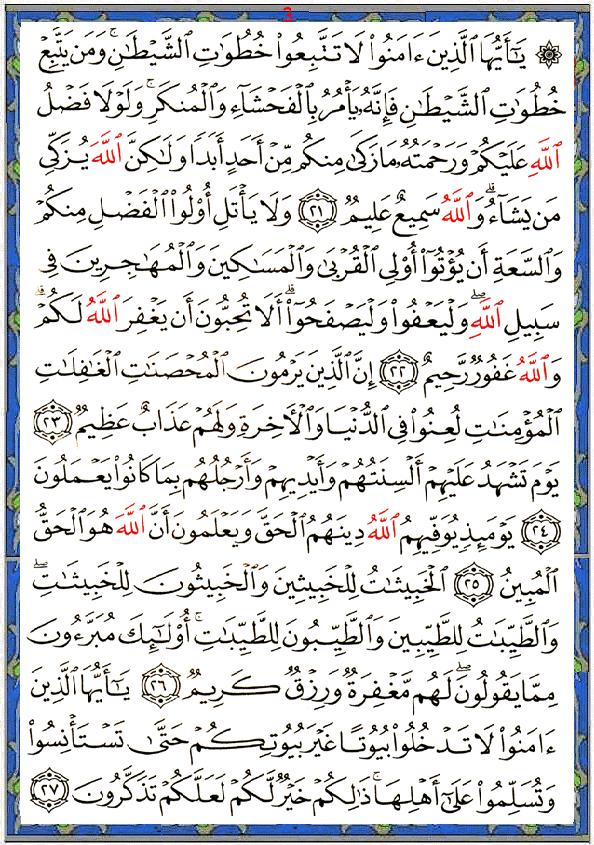 3
۞ يَٰٓأَيُّهَا ٱلَّذِينَ ءَامَنُوا۟ لَا تَتَّبِعُوا۟ خُطُوَٰتِ ٱلشَّيْطَٰنِ ۚ وَمَن يَتَّبِعْ
خُطُوَٰتِ ٱلشَّيْطَٰنِ فَإِنَّهُۥ يَأْمُرُ بِٱلْفَحْشَآءِ وَٱلْمُنكَرِ ۚ وَلَوْلَا فَضْلُ
ٱللَّهِ عَلَيْكُمْ وَرَحْمَتُهُۥ مَا زَكَىٰ مِنكُم مِّنْ أَحَدٍ أَبَدًا وَلَٰكِنَّ ٱللَّهَ يُزَكِّى
مَن يَشَآءُ ۗ وَٱللَّهُ سَمِيعٌ عَلِيمٌ ٢١ وَلَا يَأْتَلِ أُو۟لُوا۟ ٱلْفَضْلِ مِنكُمْ
وَٱلسَّعَةِ أَن يُؤْتُوٓا۟ أُو۟لِى ٱلْقُرْبَىٰ وَٱلْمَسَٰكِينَ وَٱلْمُهَٰجِرِينَ فِى
سَبِيلِ ٱللَّهِ ۖ وَلْيَعْفُوا۟ وَلْيَصْفَحُوٓا۟ ۗ أَلَا تُحِبُّونَ أَن يَغْفِرَ ٱللَّهُ لَكُمْ ۗ
وَٱللَّهُ غَفُورٌ رَّحِيمٌ ٢٢ إِنَّ ٱلَّذِينَ يَرْمُونَ ٱلْمُحْصَنَٰتِ ٱلْغَٰفِلَٰتِ
ٱلْمُؤْمِنَٰتِ لُعِنُوا۟ فِى ٱلدُّنْيَا وَٱلْءَاخِرَةِ وَلَهُمْ عَذَابٌ عَظِيمٌ ٢٣
يَوْمَ تَشْهَدُ عَلَيْهِمْ أَلْسِنَتُهُمْ وَأَيْدِيهِمْ وَأَرْجُلُهُم بِمَا كَانُوا۟ يَعْمَلُونَ
٢٤ يَوْمَئِذٍ يُوَفِّيهِمُ ٱللَّهُ دِينَهُمُ ٱلْحَقَّ وَيَعْلَمُونَ أَنَّ ٱللَّهَ هُوَ ٱلْحَقُّ
ٱلْمُبِينُ ٢٥ ٱلْخَبِيثَٰتُ لِلْخَبِيثِينَ وَٱلْخَبِيثُونَ لِلْخَبِيثَٰتِ ۖ
وَٱلطَّيِّبَٰتُ لِلطَّيِّبِينَ وَٱلطَّيِّبُونَ لِلطَّيِّبَٰتِ ۚ أُو۟لَٰٓئِكَ مُبَرَّءُونَ
مِمَّا يَقُولُونَ ۖ لَهُم مَّغْفِرَةٌ وَرِزْقٌ كَرِيمٌ ٢٦ يَٰٓأَيُّهَا ٱلَّذِينَ
ءَامَنُوا۟ لَا تَدْخُلُوا۟ بُيُوتًا غَيْرَ بُيُوتِكُمْ حَتَّىٰ تَسْتَأْنِسُوا۟
وَتُسَلِّمُوا۟ عَلَىٰٓ أَهْلِهَا ۚ ذَٰلِكُمْ خَيْرٌ لَّكُمْ لَعَلَّكُمْ تَذَكَّرُونَ ٢٧